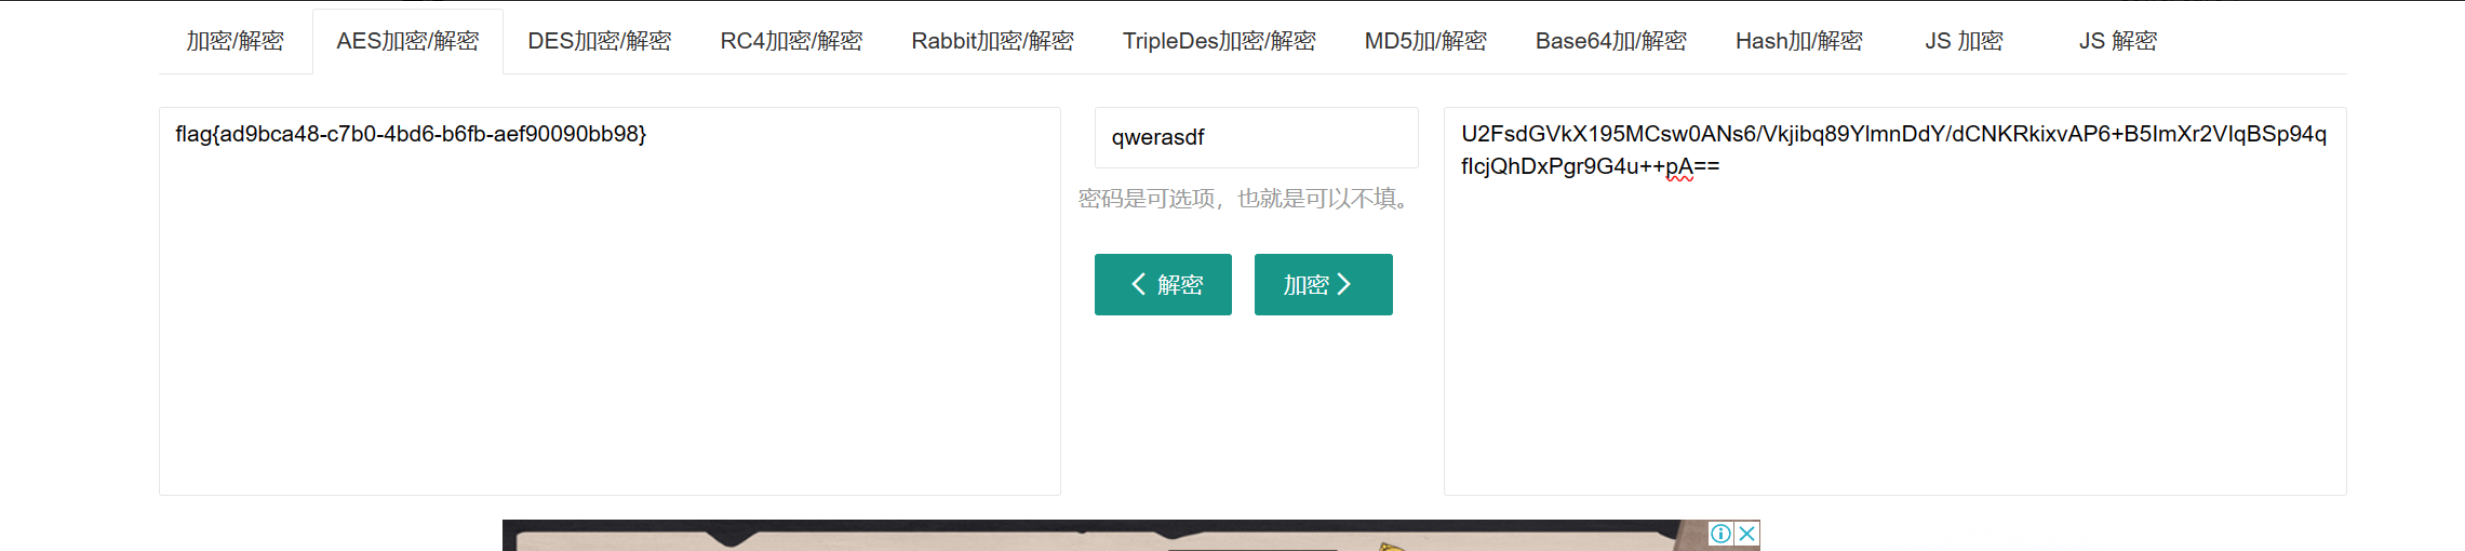 加密/解密 AES加密/解密 DES加密/解密 RC4加密/解密 Rabbit加密/解密 TripleDes加密/解密 MD5加/解密 Base64加/解密 Hash加/解密 JS 加密 JS 解密
flag{ad9bca48-c7b0-4bd6-b6fb-aef90090bb98}
qwerasdf
密码是可选项，也就是可以不填。
解密 加密
U2FsdGVkX195MCsw0ANs6/Vkjibq89YlmnDdY/dCNKRkixvAP6+B5ImXr2VIqBSp94q
fIcjQhDxPgr9G4u++pA==